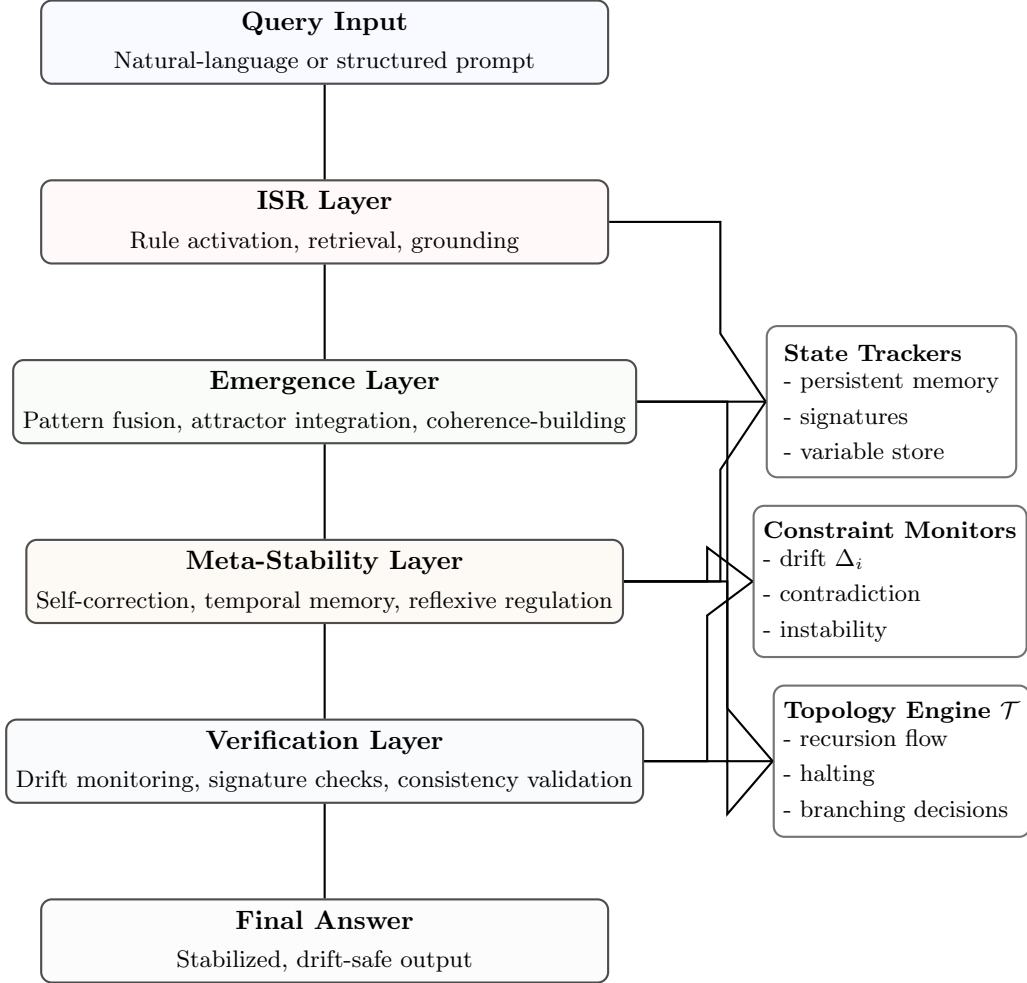 Query Input
Natural-language or structured prompt
ISR Layer
Rule activation, retrieval, grounding
Emergence Layer
Pattern fusion, attractor integration, coherence-building
Meta-Stability Layer
Self-correction, temporal memory, reflexive regulation
Verification Layer
Drift monitoring, signature checks, consistency validation
Final Answer
Stabilized, drift-safe output
State Trackers
- persistent memory
- signatures
- variable store
Constraint Monitors
- drift Δᵢ
- contradiction
- instability
Topology Engine 𝒯
- recursion flow
- halting
- branching decisions